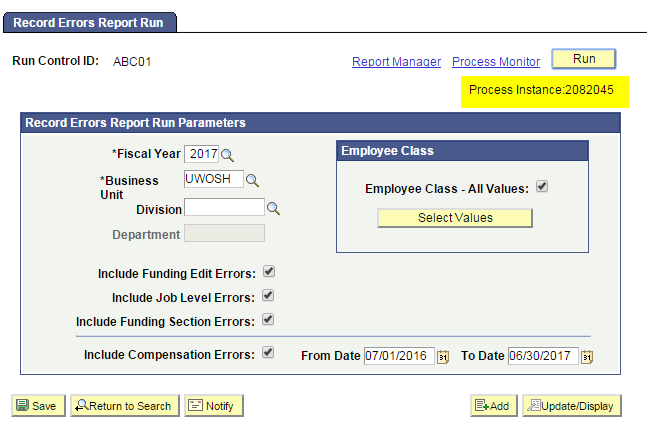 Record Errors Report Run
Run Control ID: ABC01 Report Manager Process Monitor Run
Process Instance:2082045
Record Errors Report Run Parameters
*Fiscal Year 2017
*Business Unit UWOSH
Division
Department
Employee Class
Employee Class - All Values:
Select Values
Include Funding Edit Errors:
Include Job Level Errors:
Include Funding Section Errors:
Include Compensation Errors: From Date 07/01/2016 31 To Date 06/30/2017 31
Save Return to Search Notify Add Update/Display